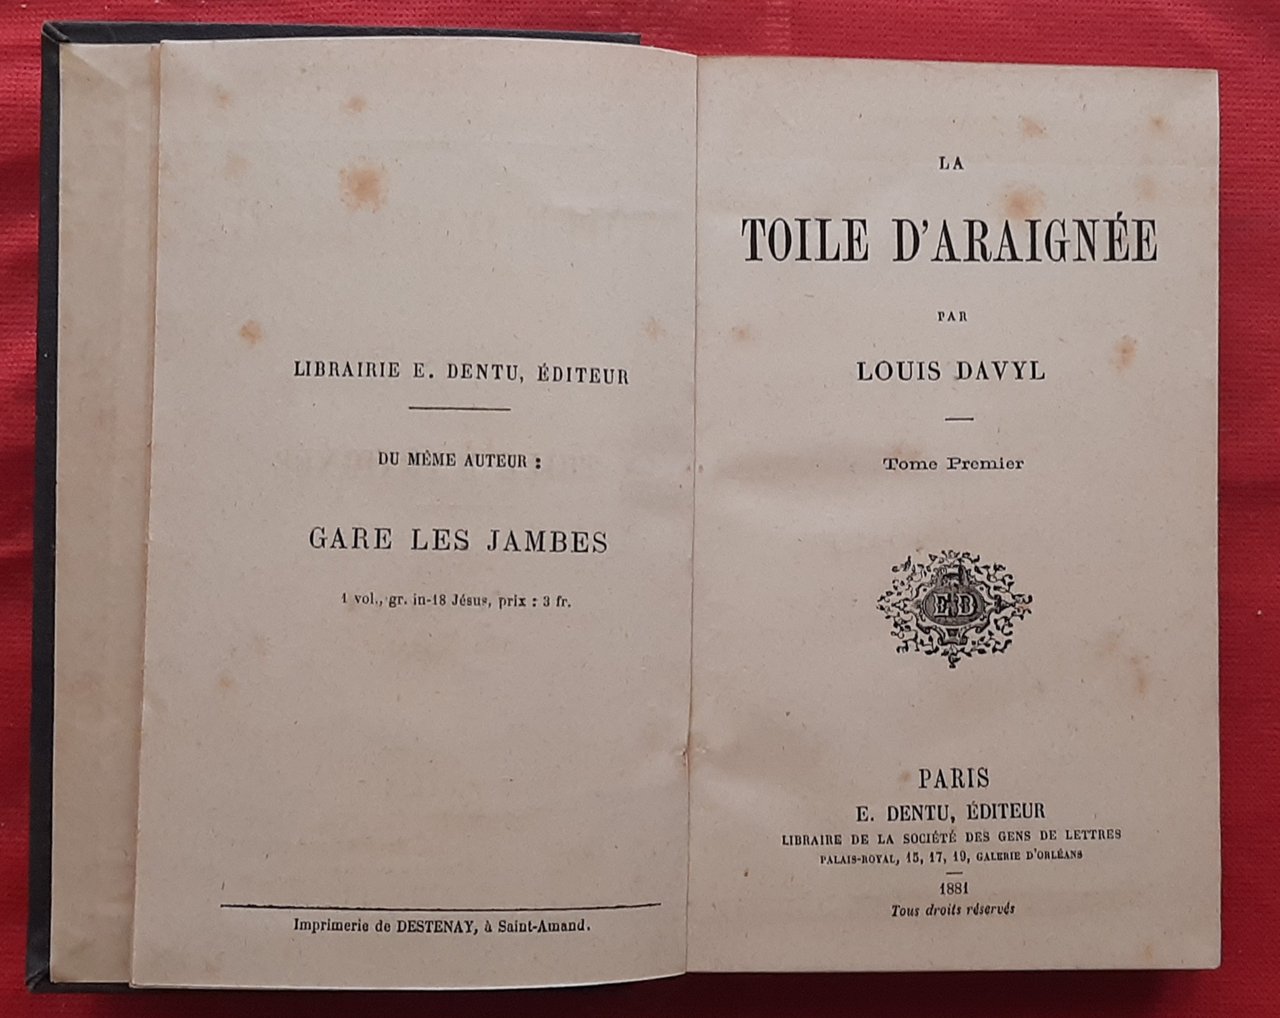 LIBRAIRIE E. DENTU, ÉDITEUR
DU MÊME AUTEUR :
GARE LES JAMBES
1 vol., gr. in-18 Jésus, prix : 3 fr.
Imprimerie de DESTENAY, à Saint-Amand.
LA
TOILE D'ARAIGNÉE
PAR
LOUIS DAVYL
Tome Premier
PARIS
E. DENTU, ÉDITEUR
LIBRAIRE DE LA SOCIÉTÉ DES GENS DE LETTRES
PALAIS-ROYAL, 15, 17, 19, GALERIE D'ORLÉANS
1881
Tous droits réservés